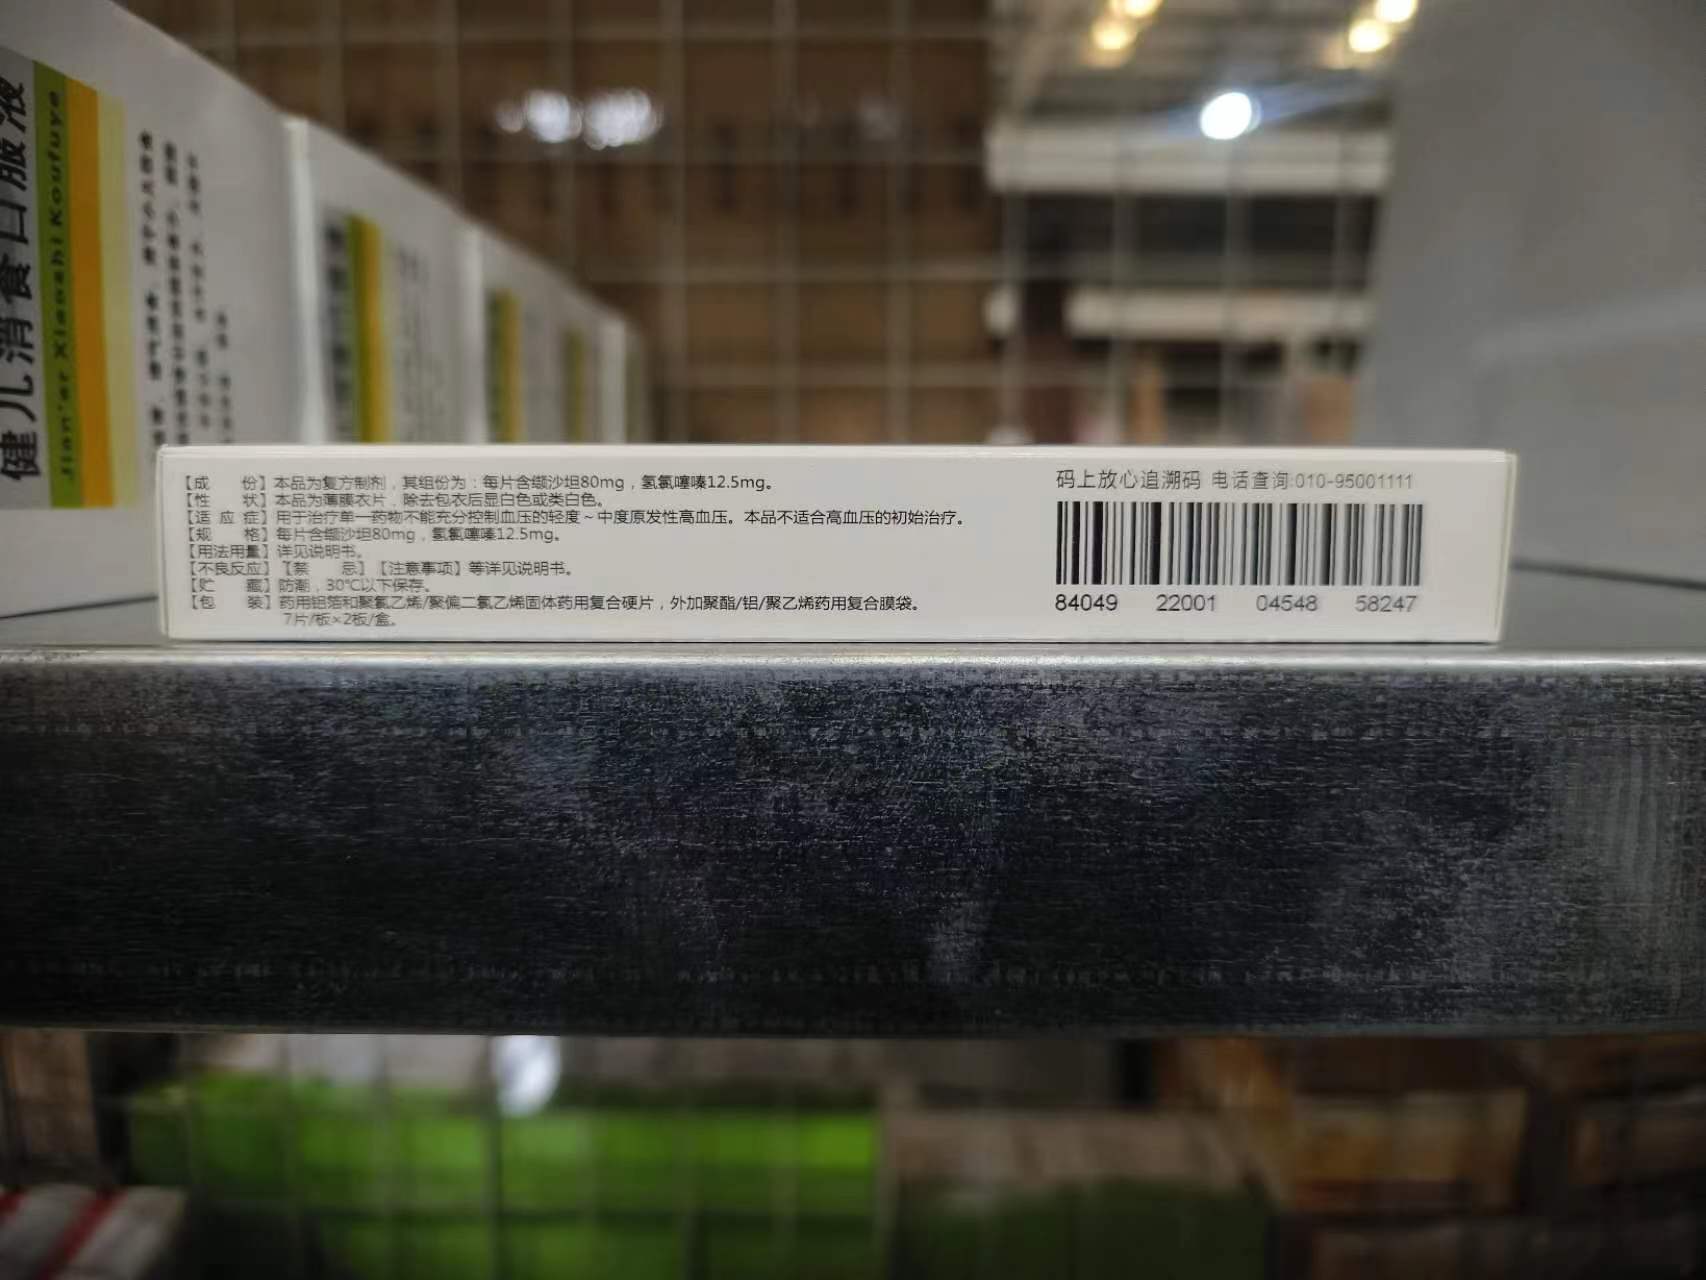 健儿消食口服液
Jian'er Xiaoshi Koufuye
【成 份】本品为复方制剂，其组份为：每片含缬沙坦80mg，氢氯噻嗪12.5mg。
【性 状】本品为薄膜衣片，除去包衣后显白色或类白色。
【适 应 症】用于治疗单一药物不能充分控制血压的轻度～中度原发性高血压。本品不适合高血压的初始治疗。
【规 格】每片含缬沙坦80mg，氢氯噻嗪12.5mg。
【用法用量】详见说明书。
【不良反应】【禁 忌】【注意事项】等详见说明书。
【贮 藏】防潮，30℃以下保存。
【包 装】药用铝箔和聚氯乙烯/聚偏二氯乙烯固体药用复合硬片，外加聚酯/铝/聚乙烯药用复合膜袋。
7片/板×2板/盒。
码上放心追溯码 电话查询:010-95001111
84049 22001 04548 58247